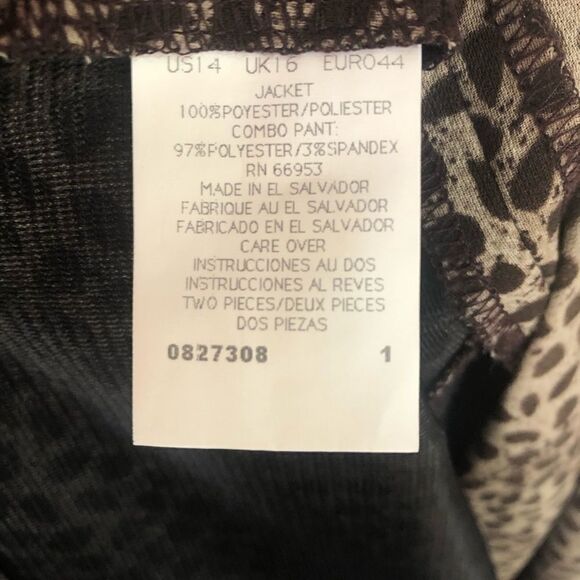 US14 UK16 EURO44
JACKET
100%POYESTER/POLIESTER
COMBO PANT:
97%POLYESTER/3%SPANDEX
RN 66953
MADE IN EL SALVADOR
FABRIQUE AU EL SALVADOR
FABRICADO EN EL SALVADOR
CARE OVER
INSTRUCCIONES AU DOS
INSTRUCCIONES AL REVES
TWO PIECES/DEUX PIECES
DOS PIEZAS
0827308 1